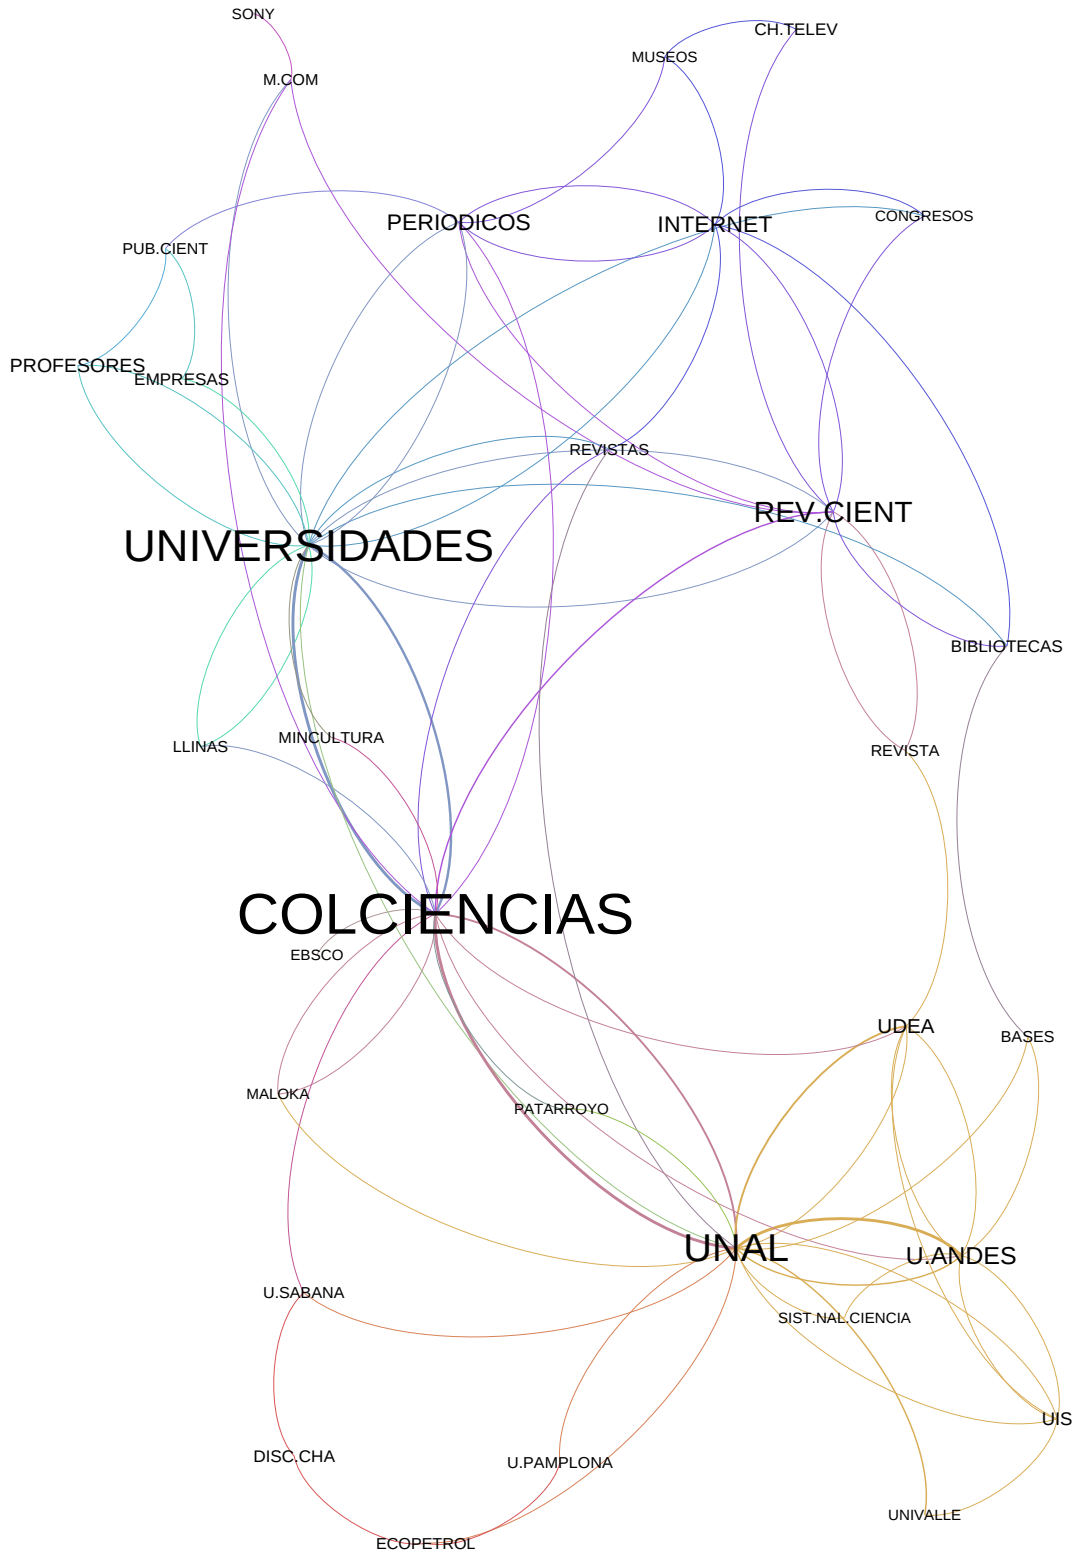 SONY
CH.TELEV
MUSEOS
M.COM
CONGRESOS
PERIODICOS
INTERNET
PUB.CIENT
PROFESORES
EMPRESAS
REVISTAS
REV.CIENT
UNIVERSIDADES
BIBLIOTECAS
MINCULTURA
LLINAS
REVISTA
COLCIENCIAS
EBSCO
UDEA
BASES
MALOKA
PATARROYO
UNAL
U.ANDES
U.SABANA
SIST.NAL.CIENCIA
UIS
DISC.CHA
U.PAMPLONA
UNIVALLE
ECOPETROL